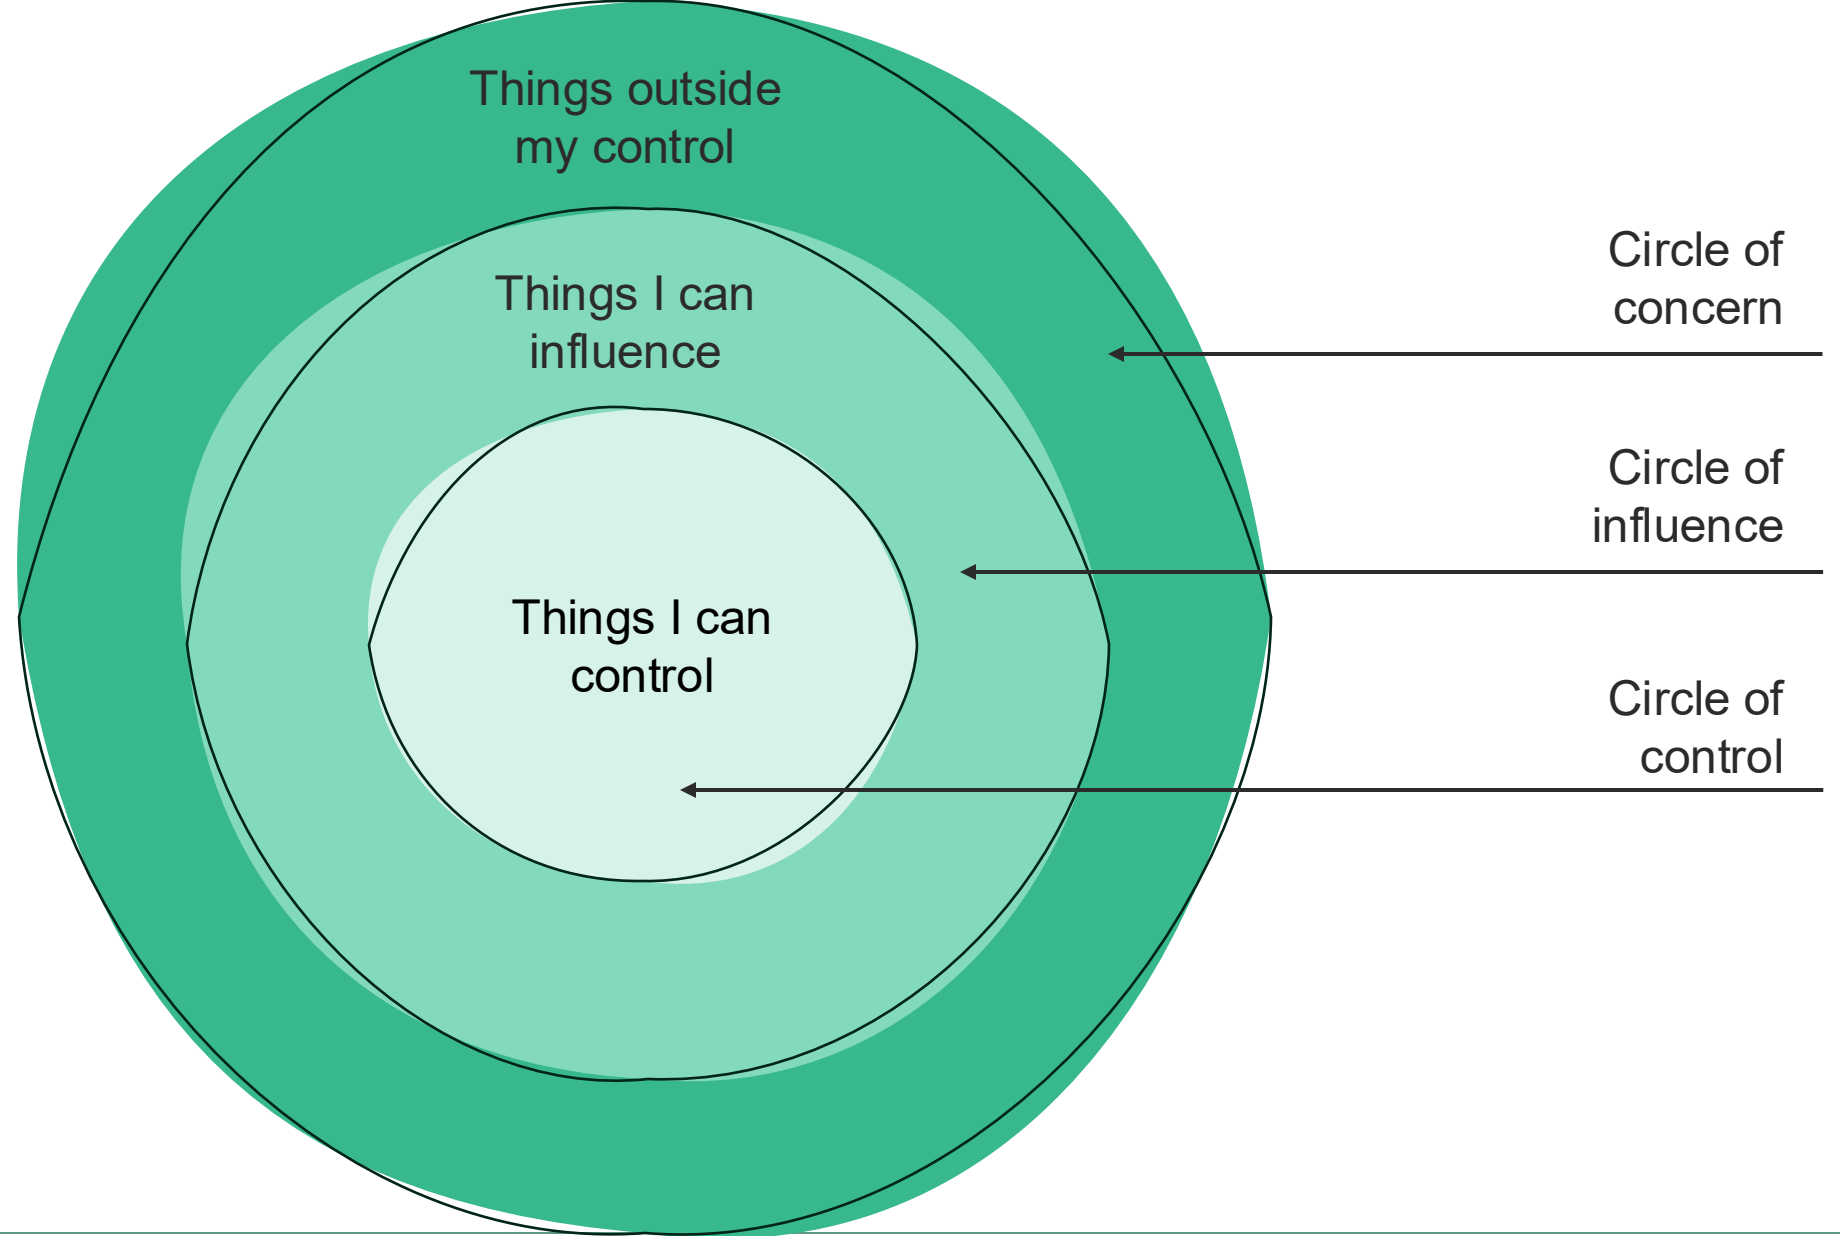 Things outside
my control
Things I can
influence
Things I can
control
Circle of
concern
Circle of
influence
Circle of
control